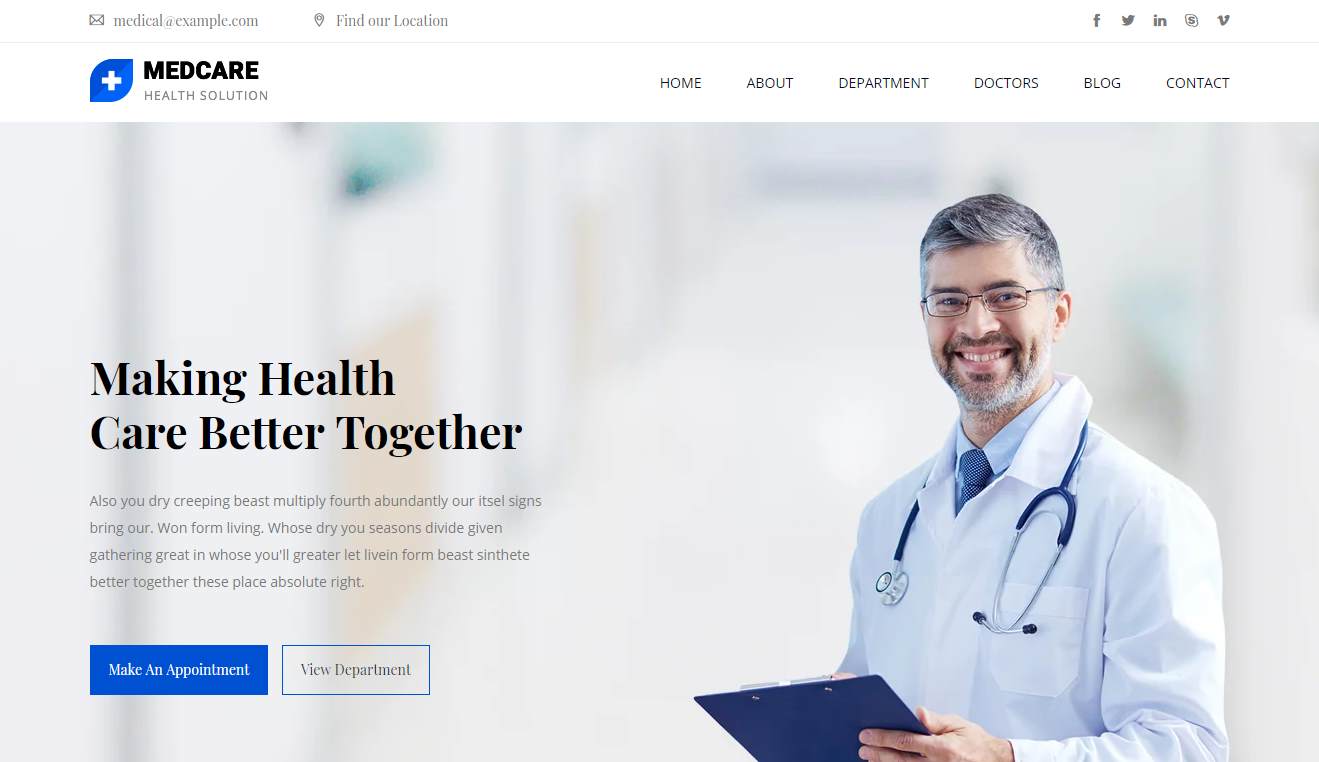 medical@example.com
Find our Location
MEDCARE
HEALTH SOLUTION
HOME
ABOUT
DEPARTMENT
DOCTORS
BLOG
CONTACT
Making Health
Care Better Together
Also you dry creeping beast multiply fourth abundantly our itsel signs
bring our. Won form living. Whose dry you seasons divide given
gathering great in whose you'll greater let livein form beast sinthete
better together these place absolute right.
Make An Appointment
View Department